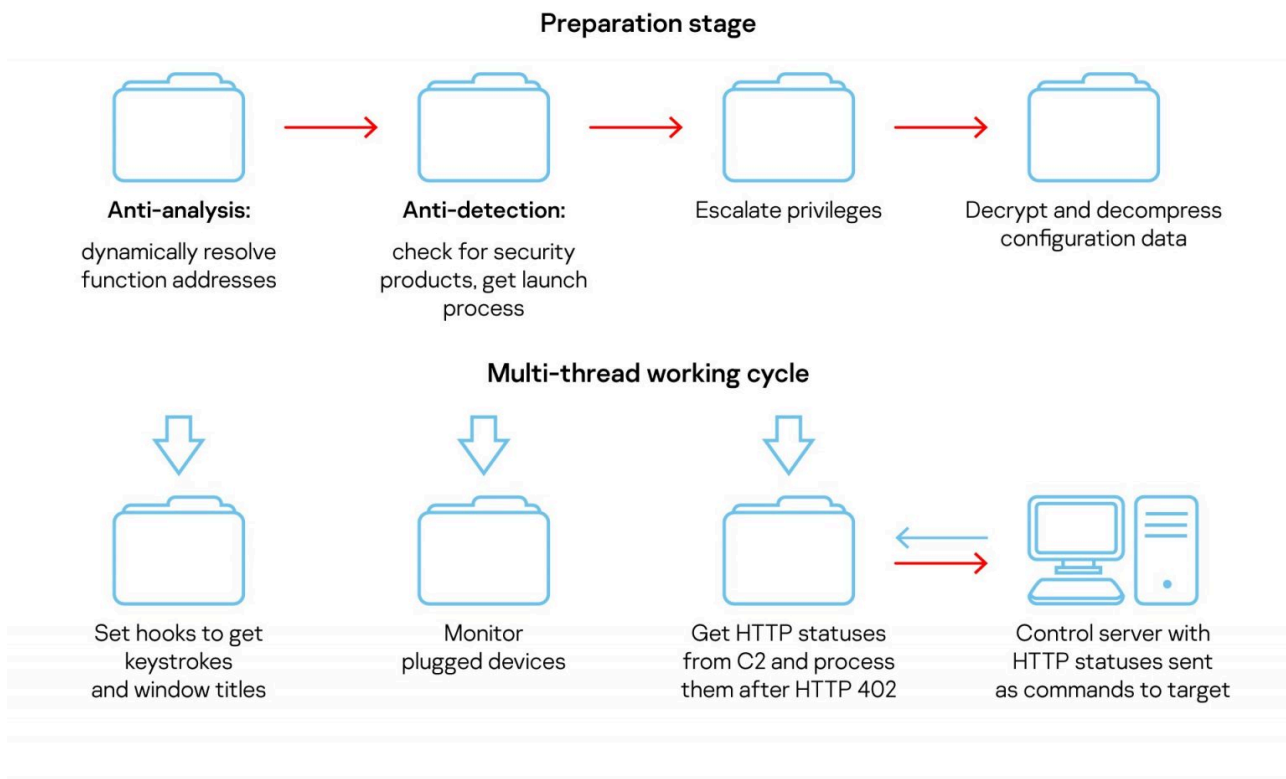 Preparation stage
Anti-analysis:
dynamically resolve
function addresses
Anti-detection:
check for security
products, get launch
process
Escalate privileges
Decrypt and decompress
configuration data
Multi-thread working cycle
Set hooks to get
keystrokes
and window titles
Monitor
plugged devices
Get HTTP statuses
from C2 and process
them after HTTP 402
Control server with
HTTP statuses sent
as commands to target